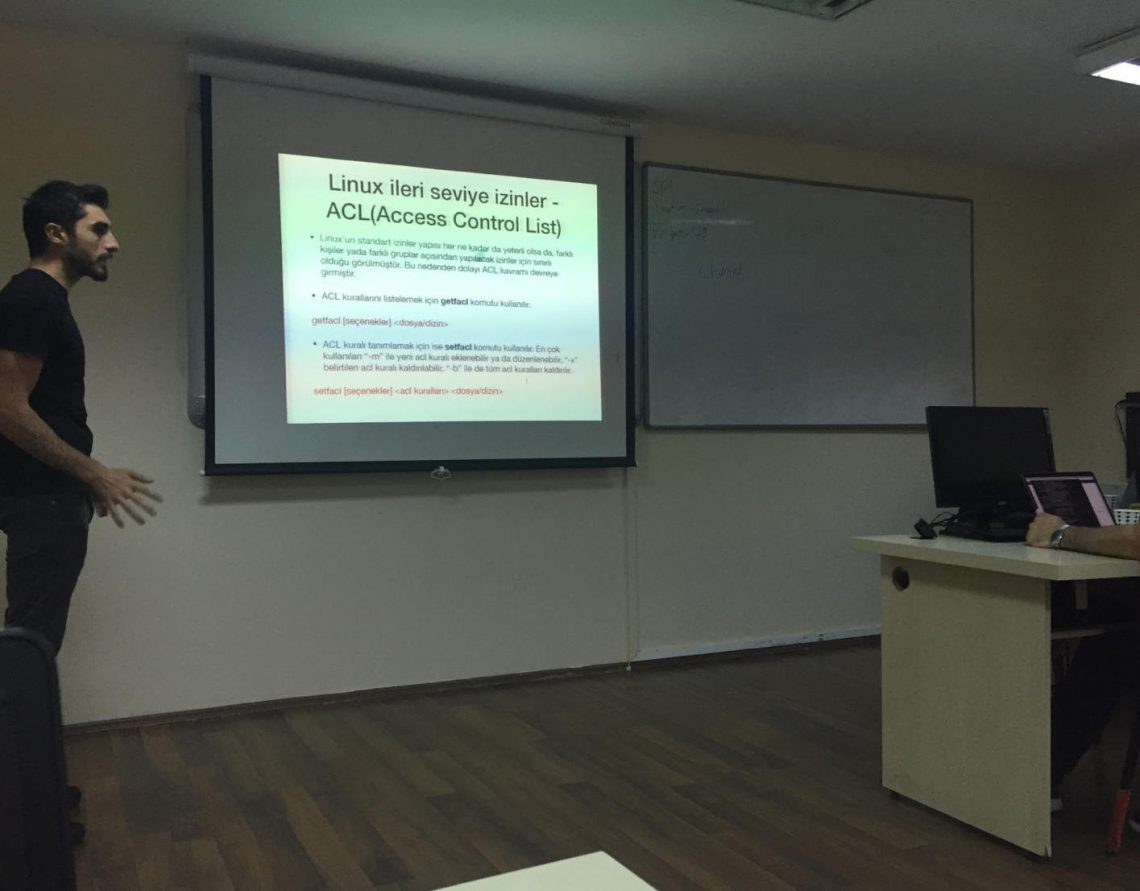 Linux ileri seviye izinler -
ACL(Access Control List)
• Linux'un standart izinler yapısı her ne kadar da yeterli olsa da, farklı
kişiler yada farklı gruplar açısından yapılacak izinler için sınırlı
olduğu görülmüştür. Bu nedenden dolayı ACL kavramı devreye
girmiştir.
• ACL kurallarını listelemek için getfacl komutu kullanılır.
getfacl [seçenekler] <dosya/dizin>
• ACL kuralı tanımlamak için ise setfacl komutu kullanılır. En çok
kullanılan "-m" ile yeni acl kuralı eklenebilir ya da düzenlenebilir, "-x"
belirtilen acl kuralı kaldırılabilir, "-b" ile de tüm acl kuralları kaldırılır.
setfacl [seçenekler] <acl kuralları> <dosya/dizin>